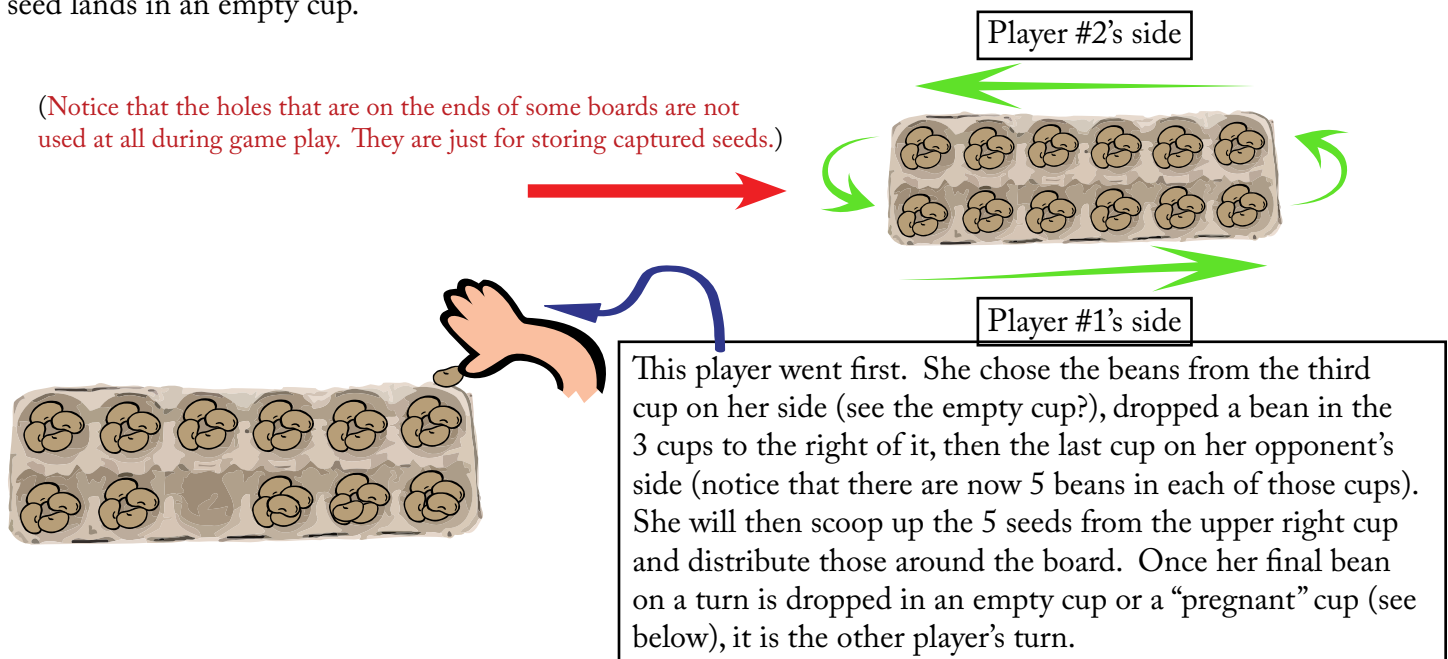 seed lands in an empty cup.
Player #2's side
(Notice that the holes that are on the ends of some boards are not
used at all during game play.  They are just for storing captured seeds.)
Player #1's side
This player went first.  She chose the beans from the third
cup on her side (see the empty cup?), dropped a bean in the
3 cups to the right of it, then the last cup on her opponent's
side (notice that there are now 5 beans in each of those cups).
She will then scoop up the 5 seeds from the upper right cup
and distribute those around the board.  Once her final bean
on a turn is dropped in an empty cup or a “pregnant” cup (see
below), it is the other player's turn.